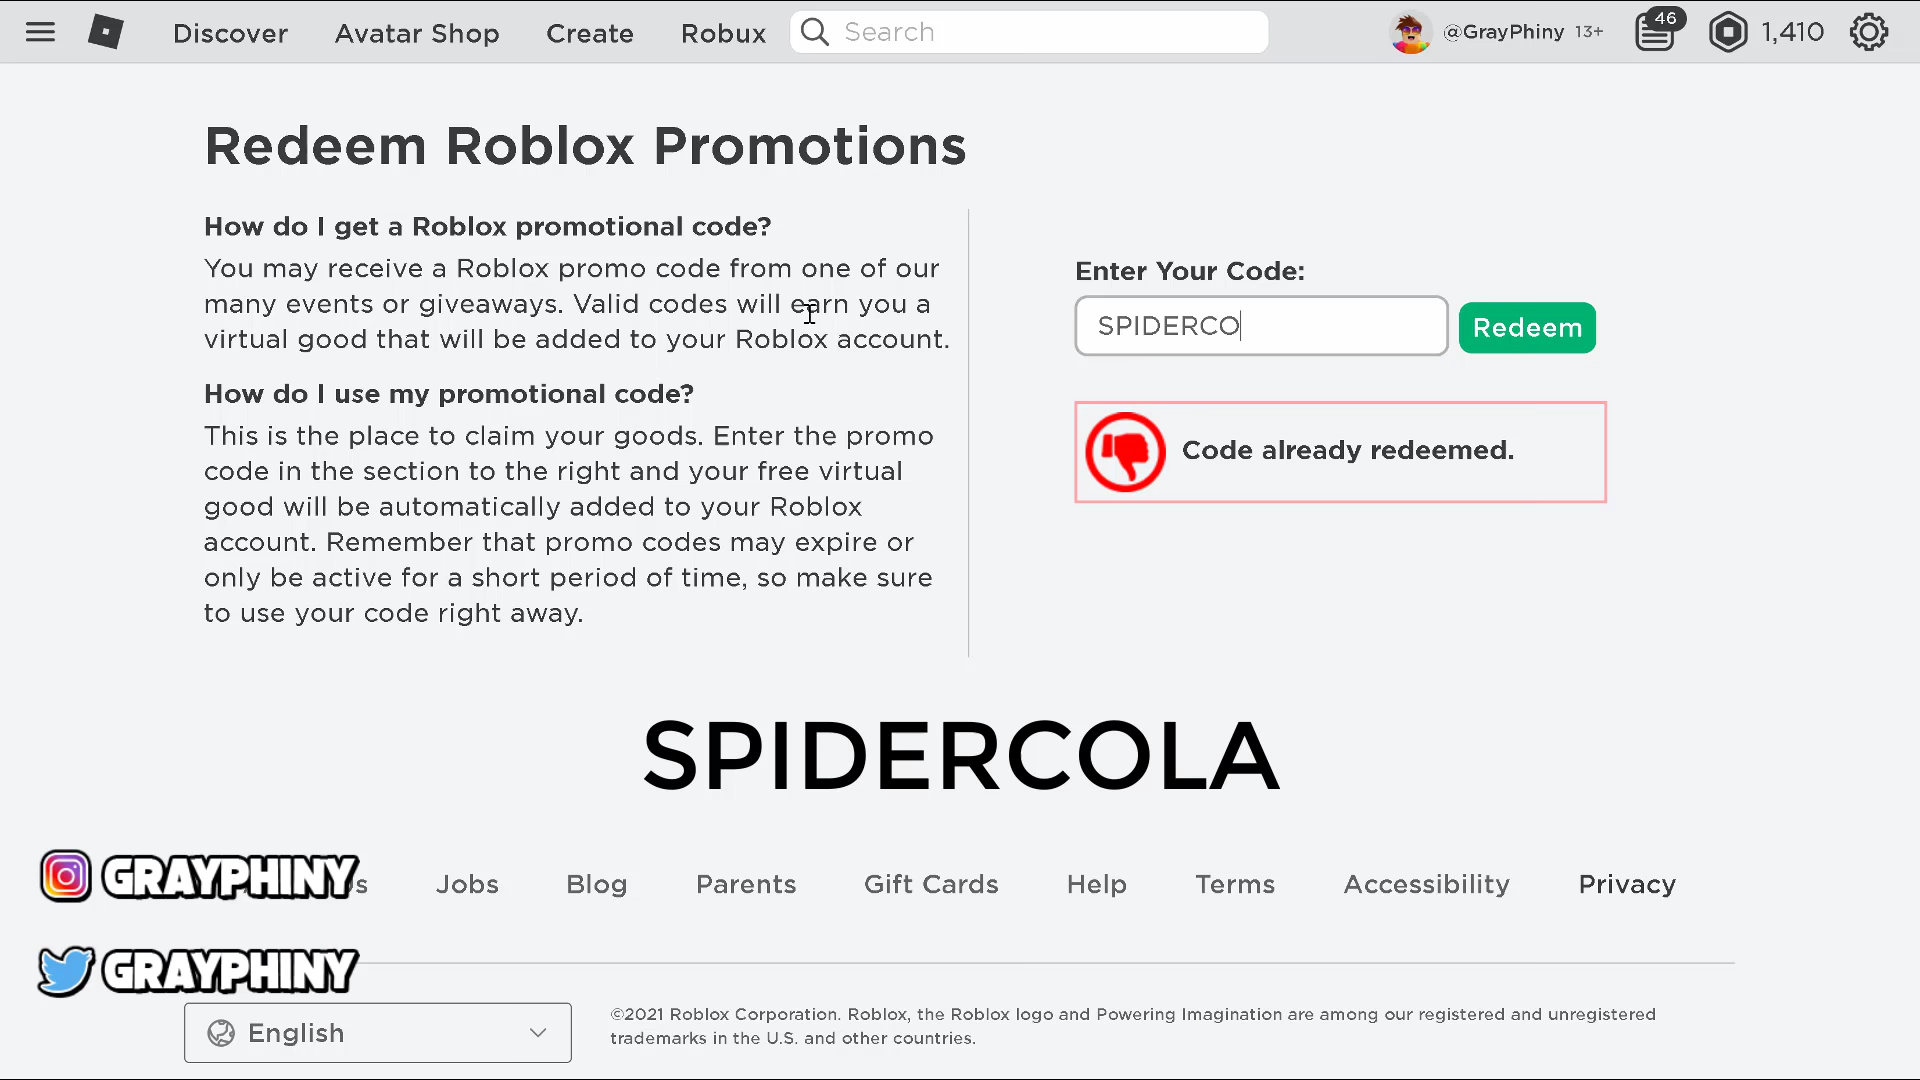 Discover Avatar Shop Create Robux Search @GrayPhiny 13+ 46 1,410
Redeem Roblox Promotions
How do I get a Roblox promotional code?
You may receive a Roblox promo code from one of our
many events or giveaways. Valid codes will earn you a
virtual good that will be added to your Roblox account.
How do I use my promotional code?
This is the place to claim your goods. Enter the promo
code in the section to the right and your free virtual
good will be automatically added to your Roblox
account. Remember that promo codes may expire or
only be active for a short period of time, so make sure
to use your code right away.
Enter Your Code:
SPIDERCO Redeem
Code already redeemed.
SPIDERCOLA
GRAYPHINY Jobs Blog Parents Gift Cards Help Terms Accessibility Privacy
GRAYPHINY
English
©2021 Roblox Corporation. Roblox, the Roblox logo and Powering Imagination are among our registered and unregistered
trademarks in the U.S. and other countries.